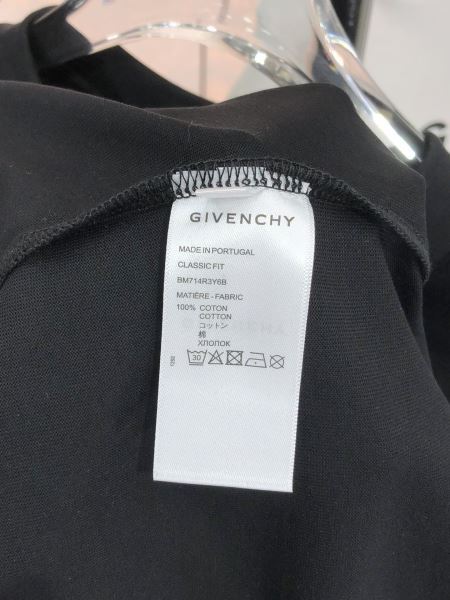 GIVENCHY
MADE IN PORTUGAL
CLASSIC FIT
BM714R3Y6B
MATIÈRE - FABRIC
100% COTON
COTTON
コットン
棉
ХЛОПОК
30